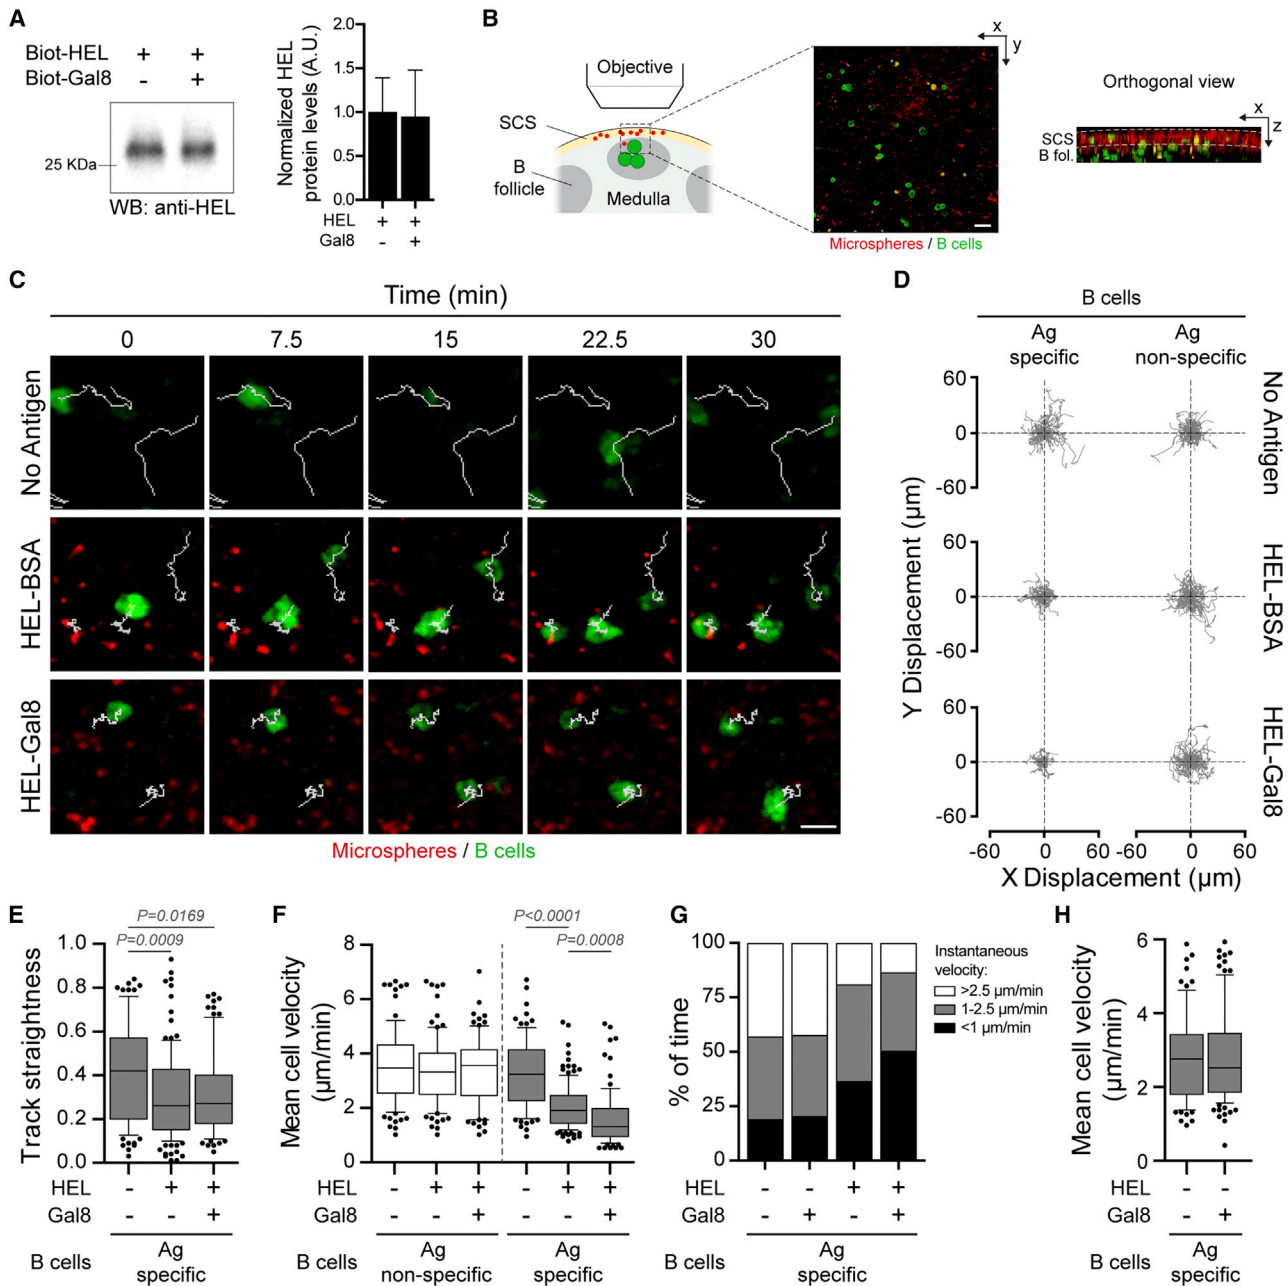 A
Biot-HEL + +
Biot-Gal8 - +
25 KDa
WB: anti-HEL
Normalized HEL
protein levels (A.U.)
2.0
1.5
1.0
0.5
0.0
HEL + +
Gal8 - +
B
Objective
SCS
B
follicle
Medulla
x
y
Microspheres / B cells
Orthogonal view
x
z
SCS
B fol.
C
Time (min)
0 7.5 15 22.5 30
No Antigen
HEL-BSA
HEL-Gal8
Microspheres / B cells
D
B cells
Ag
specific
Ag
non-specific
Y Displacement (µm)
60
0
-60
60
0
-60
60
0
-60
No Antigen
HEL-BSA
HEL-Gal8
-60 0 60 -60 0 60
X Displacement (µm)
E
P=0.0169
P=0.0009
Track straightness
1.0
0.8
0.6
0.4
0.2
0.0
HEL - + +
Gal8 - - +
B cells
Ag
specific
F
P<0.0001
P=0.0008
Mean cell velocity
(µm/min)
8
6
4
2
0
HEL - + + - + +
Gal8 - - + - - +
B cells
Ag
non-specific
Ag
specific
G
% of time
100
75
50
25
0
Instantaneous
velocity:
>2.5 µm/min
1-2.5 µm/min
<1 µm/min
HEL - - + +
Gal8 - + - +
B cells
Ag
specific
H
Mean cell velocity
(µm/min)
6
4
2
0
HEL - -
Gal8 - +
B cells
Ag
specific